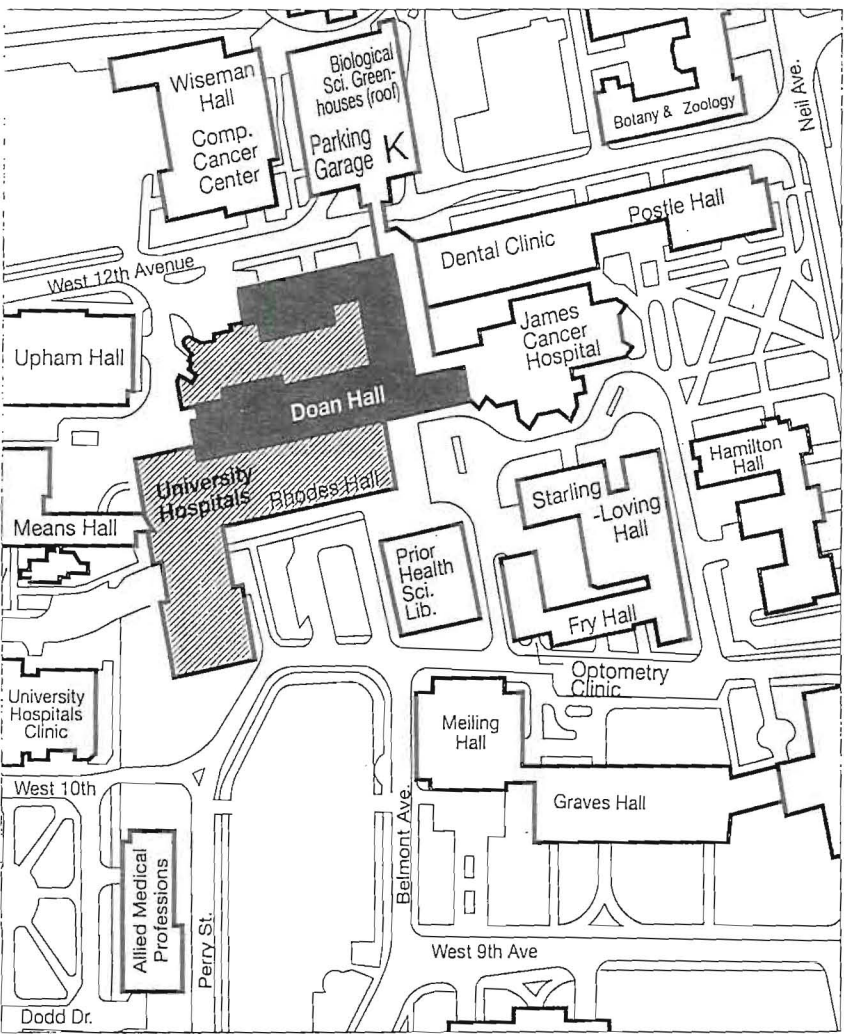 Wiseman
Hall
Comp.
Cancer
Center
Biological
Sci. Green-
houses (roof)
Parking
Garage
K
Botany & Zoology
Neil Ave.
Postle Hall
Dental Clinic
West 12th Avenue
James
Cancer
Hospital
Upham Hall
Doan Hall
Hamilton
Hall
University
Hospitals
Rhodes Hall
Starling
-Loving
Hall
Means Hall
Prior
Health
Sci.
Lib.
Fry Hall
Optometry
Clinic
University
Hospitals
Clinic
Meiling
Hall
West 10th
Graves Hall
Belmont Ave.
Allied Medical
Professions
Perry St.
West 9th Ave
Dodd Dr.